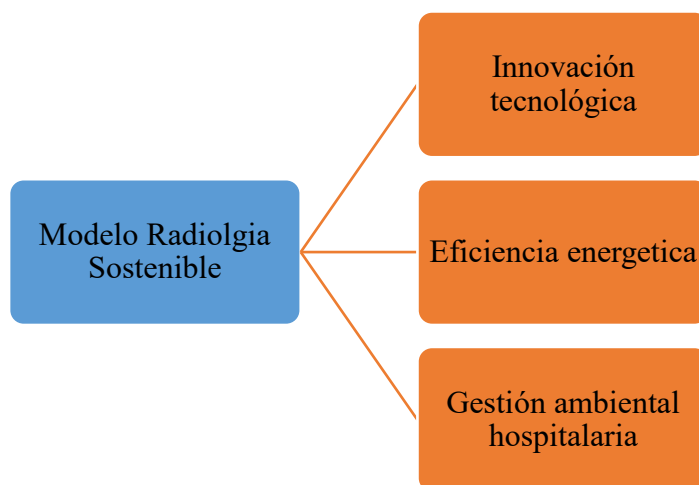 Modelo Radiolgia
Sostenible
Innovación
tecnológica
Eficiencia energetica
Gestión ambiental
hospitalaria